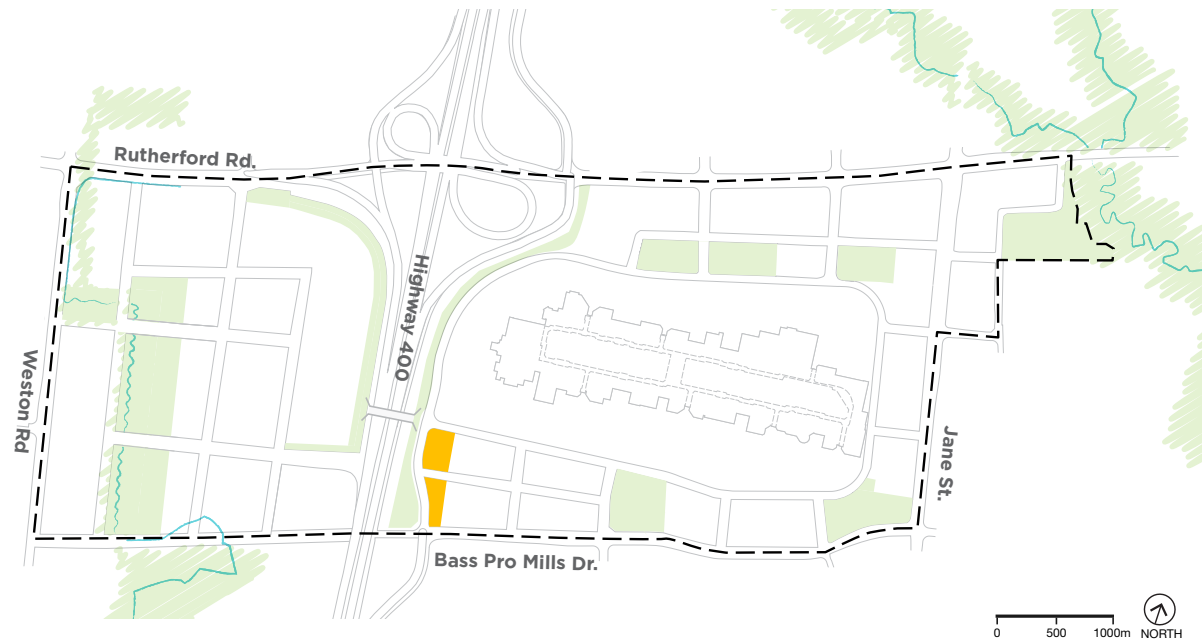 Rutherford Rd.
Highway 400
Weston Rd
Jane St.
Bass Pro Mills Dr.
0 500 1000m NORTH